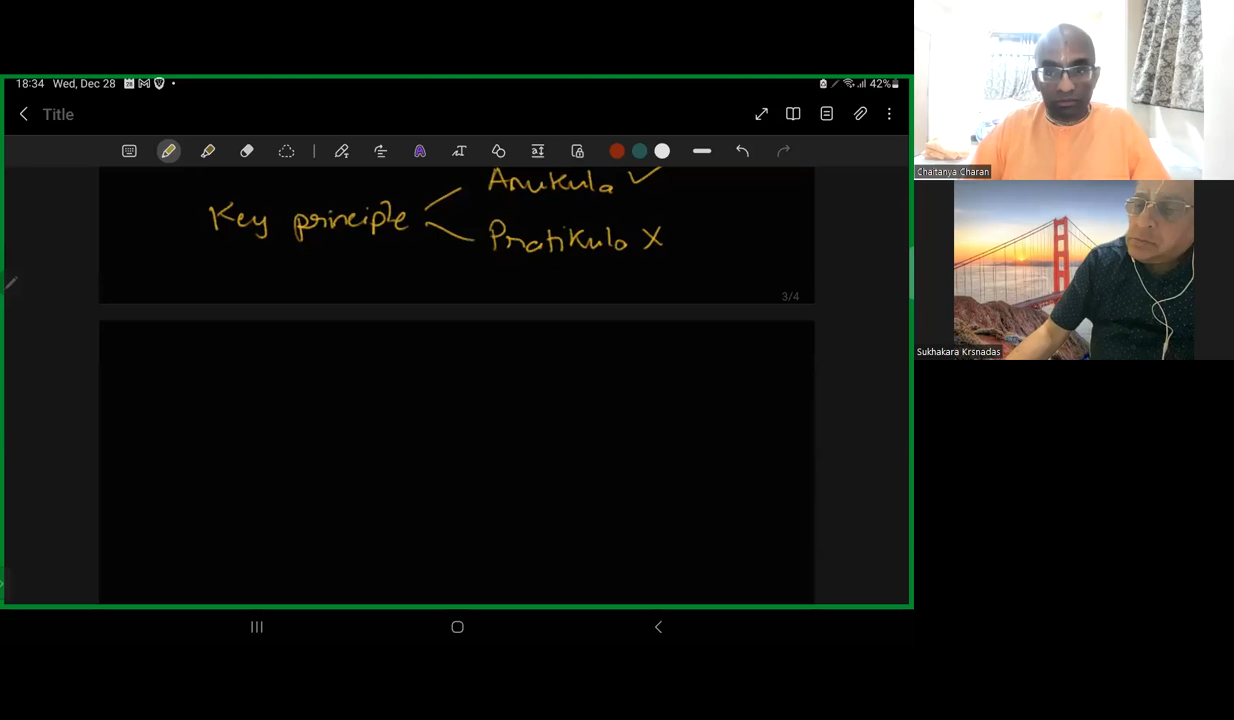 18:34 Wed, Dec 28
42%
Title
Anukula ✓
Key principle
Pratikula X
3/4
Chaitanya Charan
Sukhakara Krsnadas